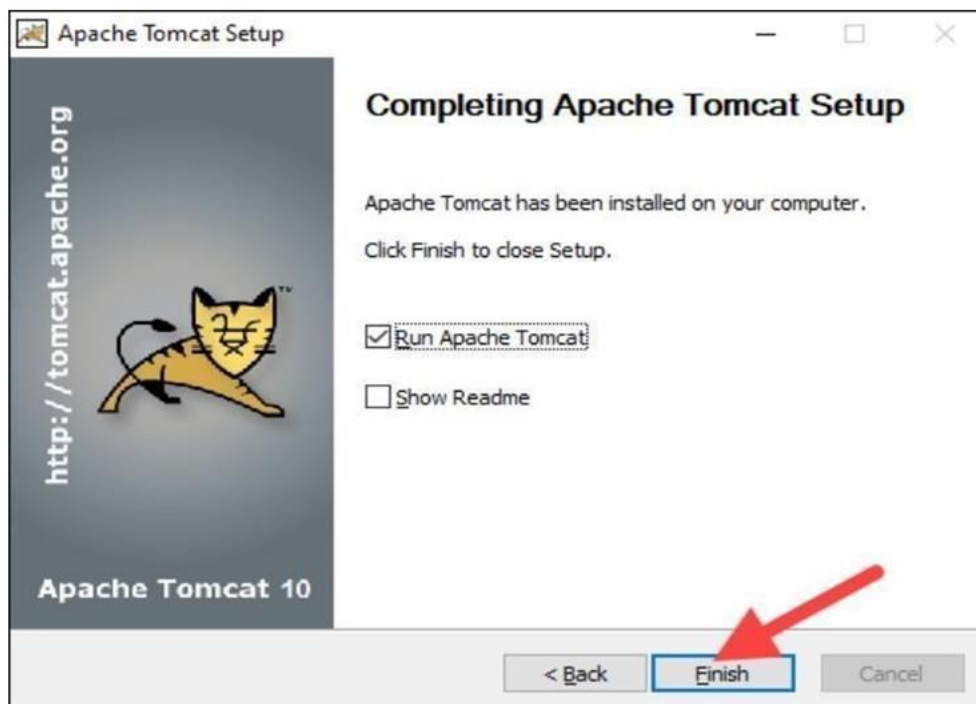 Apache Tomcat Setup
http://tomcat.apache.org
Apache Tomcat 10
Completing Apache Tomcat Setup
Apache Tomcat has been installed on your computer.
Click Finish to close Setup.
Run Apache Tomcat
Show Readme
TM
< Back
Finish
Cancel